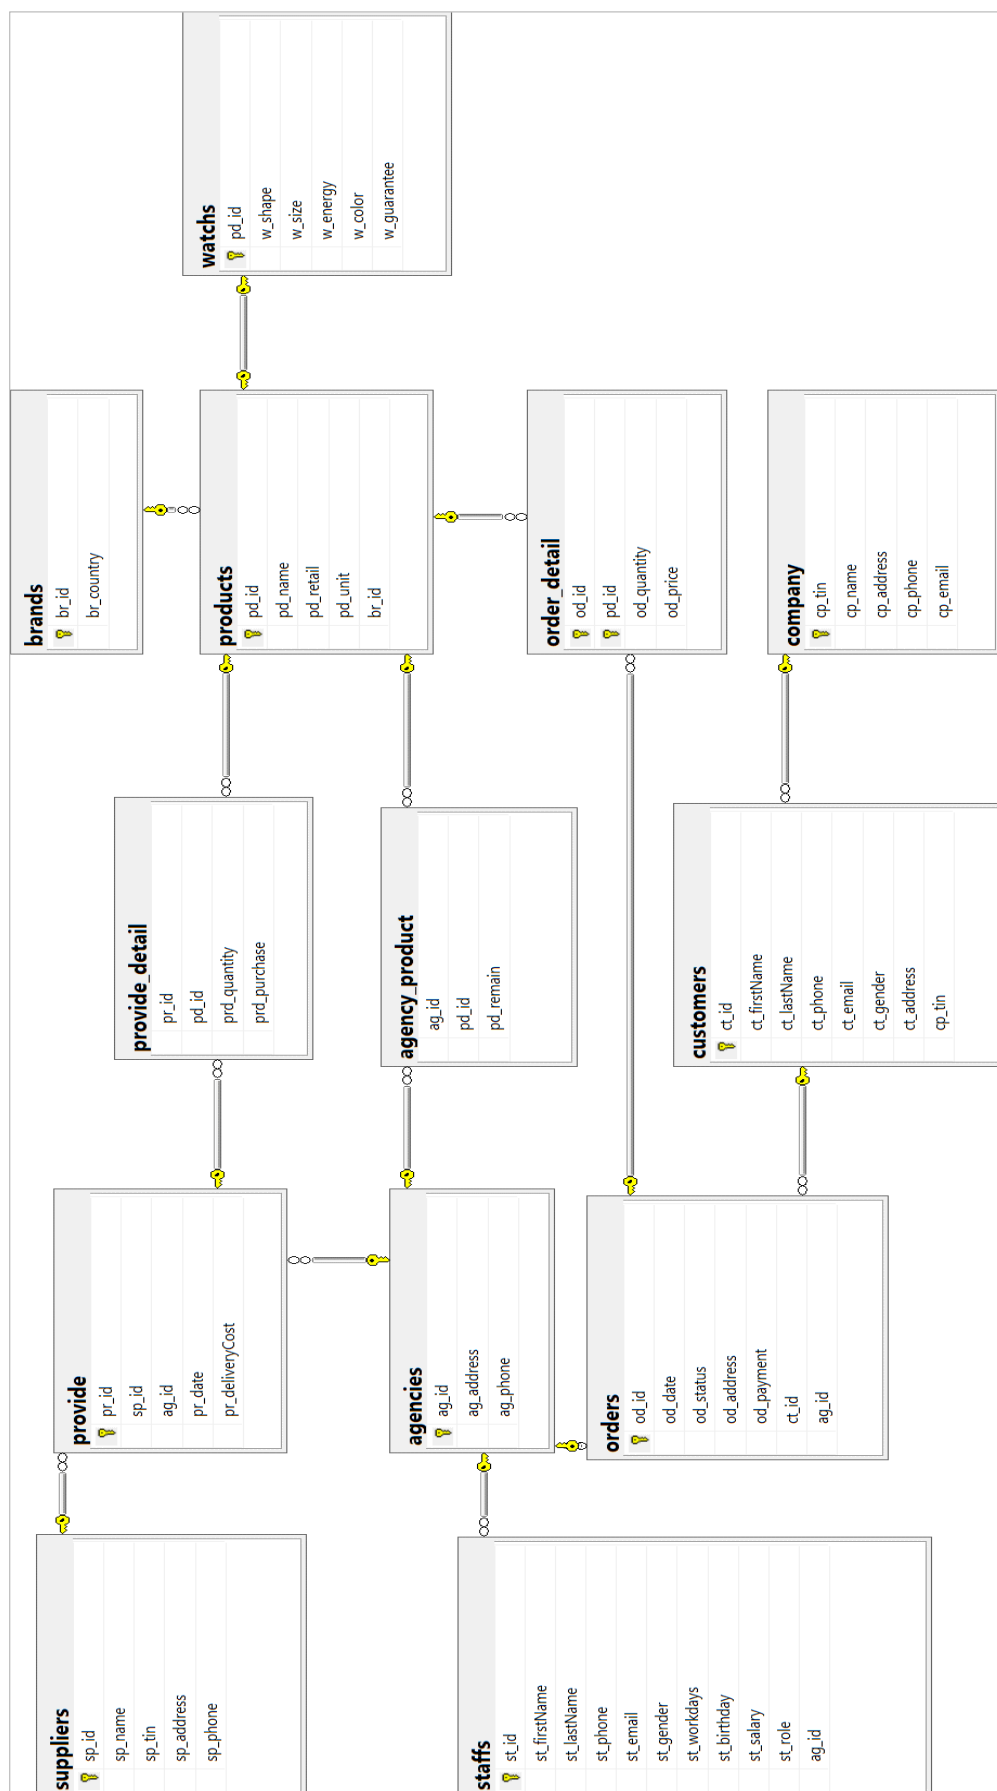 suppliers
sp_id
sp_name
sp_tin
sp_address
sp_phone
provide
pr_id
sp_id
ag_id
pr_date
pr_deliveryCost
provide_detail
pr_id
pd_id
prd_quantity
prd_purchase
brands
br_id
br_country
products
pd_id
pd_name
pd_retail
pd_unit
br_id
watchs
pd_id
w_shape
w_size
w_energy
w_color
w_guarantee
agencies
ag_id
ag_address
ag_phone
agency_product
ag_id
pd_id
pd_remain
order_detail
od_id
pd_id
od_quantity
od_price
staffs
st_id
st_firstName
st_lastName
st_phone
st_email
st_gender
st_workdays
st_birthday
st_salary
st_role
ag_id
orders
od_id
od_date
od_status
od_address
od_payment
ct_id
ag_id
customers
ct_id
ct_firstName
ct_lastName
ct_phone
ct_email
ct_gender
ct_address
cp_tin
company
cp_tin
cp_name
cp_address
cp_phone
cp_email